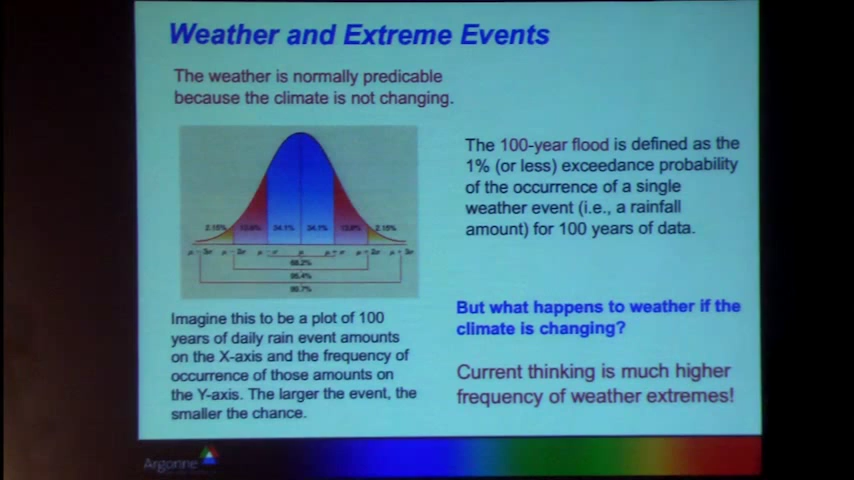 Weather and Extreme Events
The weather is normally predicable
because the climate is not changing.
2.15% 13.6% 34.1% 34.1% 13.6% 2.15%
μ - 3σ μ - 2σ μ - σ μ μ + σ μ + 2σ μ + 3σ
68.2%
95.4%
99.7%
Imagine this to be a plot of 100
years of daily rain event amounts
on the X-axis and the frequency of
occurrence of those amounts on
the Y-axis. The larger the event, the
smaller the chance.
The 100-year flood is defined as the
1% (or less) exceedance probability
of the occurrence of a single
weather event (i.e., a rainfall
amount) for 100 years of data.
But what happens to weather if the
climate is changing?
Current thinking is much higher
frequency of weather extremes!
Argonne